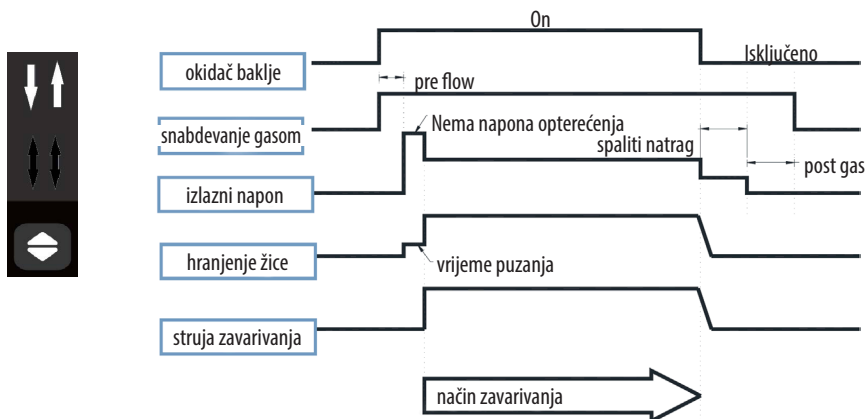 On
Isključeno
okidač baklje
pre flow
snabdevanje gasom
Nema napona opterećenja
spaliti natrag
post gas
izlazni napon
hranjenje žice
vrijeme puzanja
struja zavarivanja
način zavarivanja